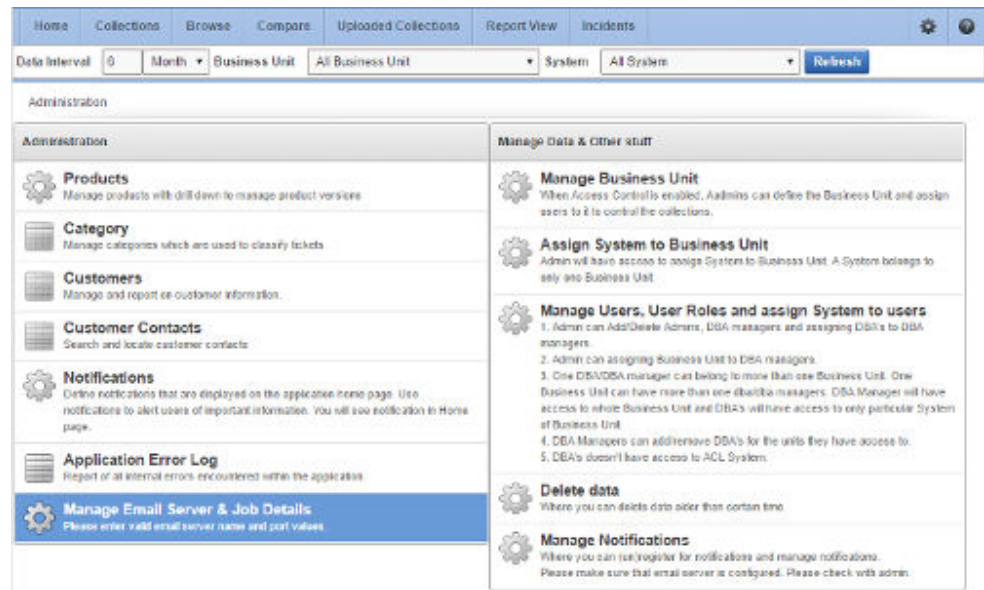 Home Collections Browse Compare Uploaded Collections Report View Incidents
Data Interval 6 Month Business Unit All Business Unit System All System Refresh
Administration
Administration
Products
Manage products with drill down to manage product versions
Category
Manage categories which are used to classify tickets
Customers
Manage and report on customer information.
Customer Contacts
Search and locate customer contacts
Notifications
Define notifications that are displayed on the application home page. Use
notifications to alert users of important information. You will see notification in Home
page.
Application Error Log
Report of all internal errors encountered within the application
Manage Email Server & Job Details
Please enter valid email server name and port values
Manage Data & Other stuff
Manage Business Unit
When Access Control is enabled, Aadmins can define the Business Unit and assign
users to it to control the collections.
Assign System to Business Unit
Admin will have access to assign System to Business Unit. A System belongs to
only one Business Unit
Manage Users, User Roles and assign System to users
1. Admin can Add/Delete Admins, DBA managers and assigning DBA's to DBA
managers.
2. Admin can assigning Business Unit to DBA managers.
3. One DBA/DBA manager can belong to more than one Business Unit. One
Business Unit can have more than one dba/dba managers. DBA Manager will have
access to whole Business Unit and DBA's will have access to only particular System
of Business Unit
4. DBA Managers can add/remove DBA's for the units they have access to.
5. DBA's doesn't have access to ACL System.
Delete data
Where you can delete data older than certain time
Manage Notifications
Where you can (un)register for notifications and manage notifications.
Please make sure that email server is configured. Please check with admin.